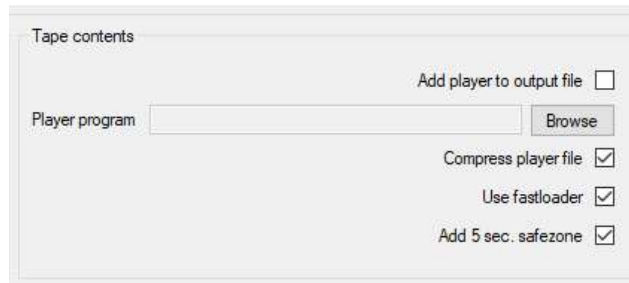 Tape contents
Add player to output file
Player program Browse
Compress player file
Use fastloader
Add 5 sec. safezone